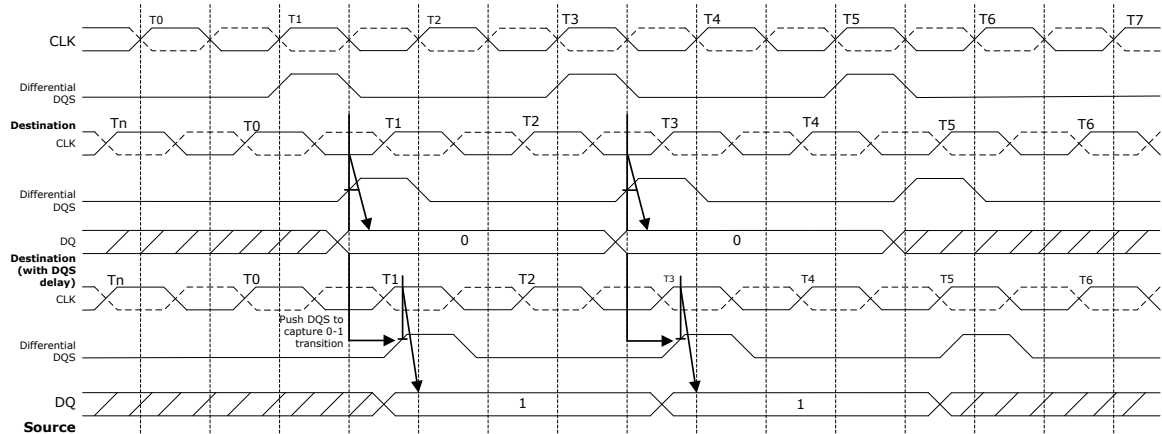 T0 T1 T2 T3 T4 T5 T6 T7
CLK
Differential
DQS
Destination
Tn T0 T1 T2 T3 T4 T5 T6
CLK
Differential
DQS
DQ
0 0
Destination
(with DQS
delay)
Tn T0 T1 T2 T3 T4 T5 T6
CLK
Push DQS to
capture 0-1
transition
Differential
DQS
DQ
1 1
Source